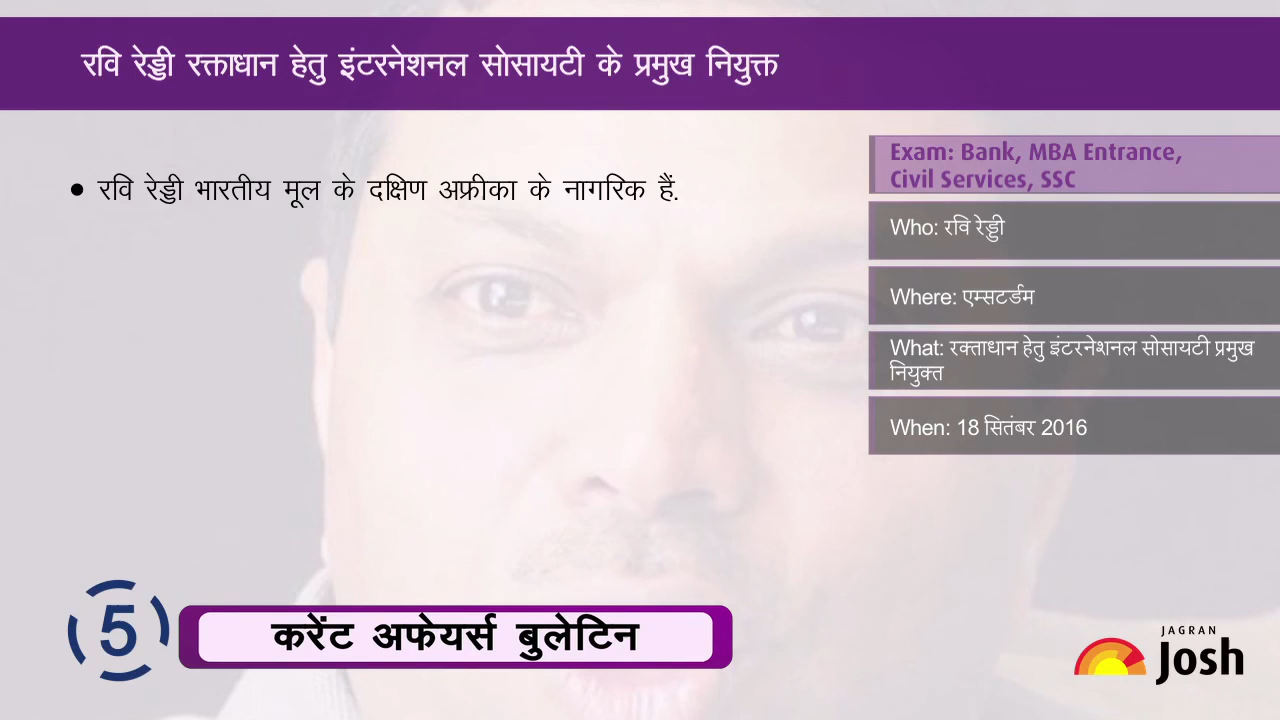 रवि रेड्डी रक्ताधान हेतु इंटरनेशनल सोसायटी के प्रमुख नियुक्त
• रवि रेड्डी भारतीय मूल के दक्षिण अफ्रीका के नागरिक हैं.
Exam: Bank, MBA Entrance,
Civil Services, SSC
Who: रवि रेड्डी
Where: एम्सटर्डम
What: रक्ताधान हेतु इंटरनेशनल सोसायटी प्रमुख
नियुक्त
When: 18 सितंबर 2016
5
करेंट अफेयर्स बुलेटिन
JAGRAN
Josh